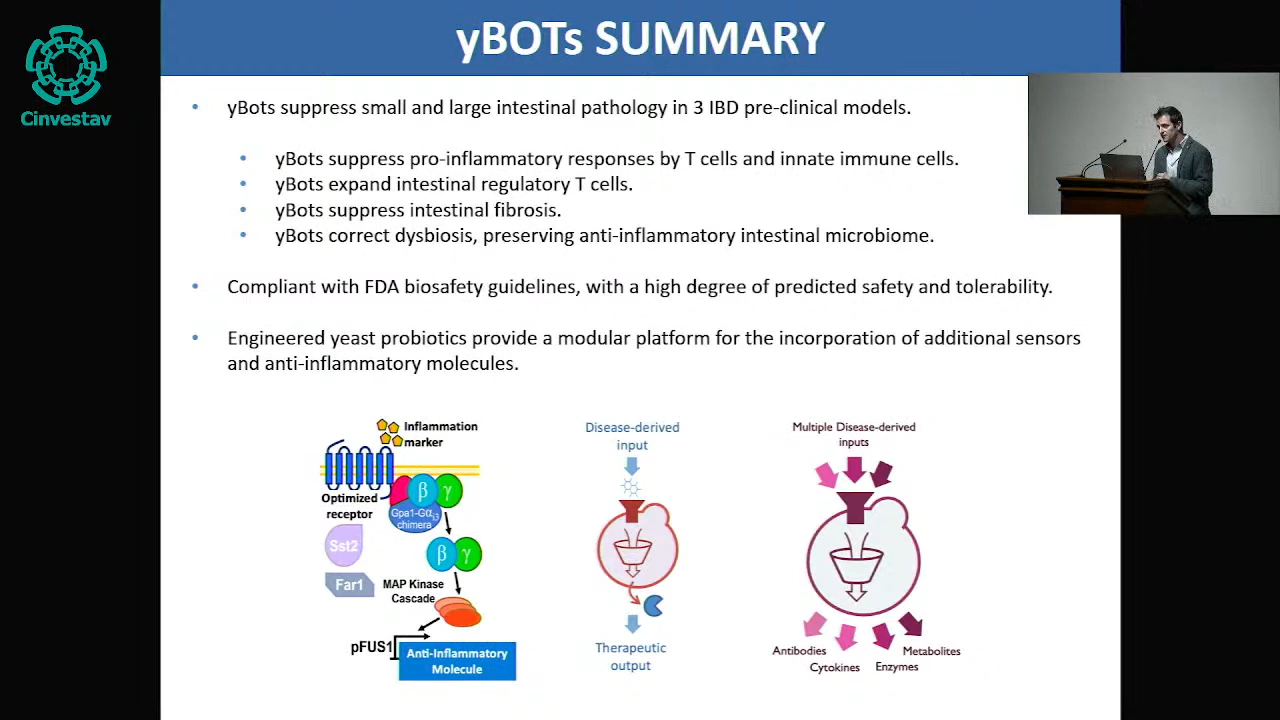 yBOTs SUMMARY
Cinvestav
• yBots suppress small and large intestinal pathology in 3 IBD pre-clinical models.
• yBots suppress pro-inflammatory responses by T cells and innate immune cells.
• yBots expand intestinal regulatory T cells.
• yBots suppress intestinal fibrosis.
• yBots correct dysbiosis, preserving anti-inflammatory intestinal microbiome.
• Compliant with FDA biosafety guidelines, with a high degree of predicted safety and tolerability.
• Engineered yeast probiotics provide a modular platform for the incorporation of additional sensors
and anti-inflammatory molecules.
Inflammation
marker
Optimized
receptor
β
γ
Gpa1-Gαi3
chimera
Sst2
β
γ
Far1
MAP Kinase
Cascade
pFUS1
Anti-Inflammatory
Molecule
Disease-derived
input
Therapeutic
output
Multiple Disease-derived
inputs
Antibodies
Cytokines
Enzymes
Metabolites